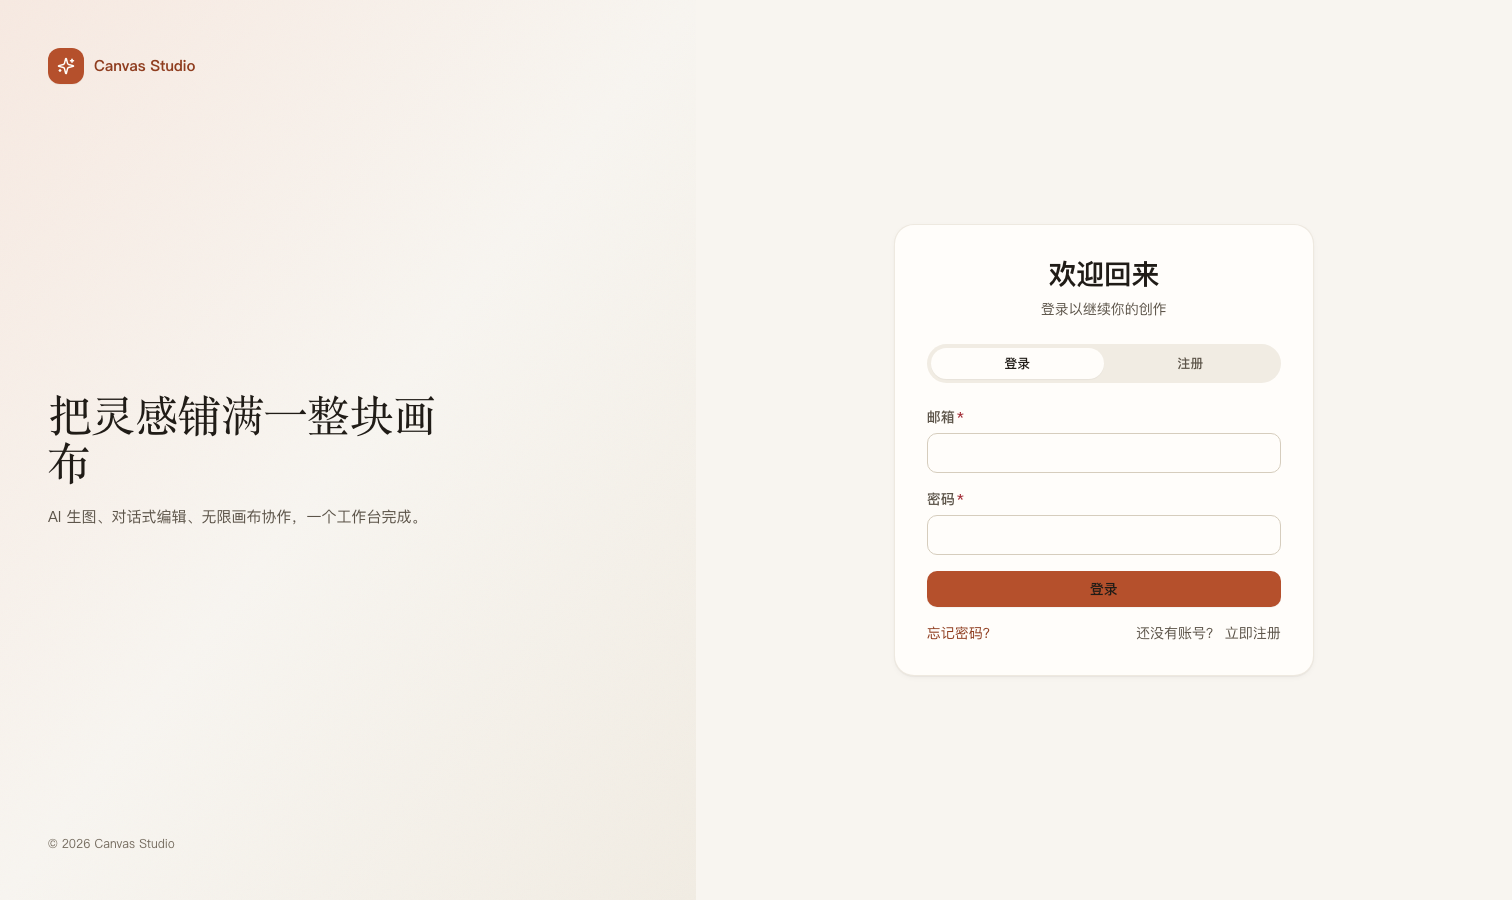 Canvas Studio
把灵感铺满一整块画
布
AI 生图、对话式编辑、无限画布协作，一个工作台完成。
© 2026 Canvas Studio
欢迎回来
登录以继续你的创作
登录 注册
邮箱*
密码*
登录
忘记密码? 还没有账号? 立即注册